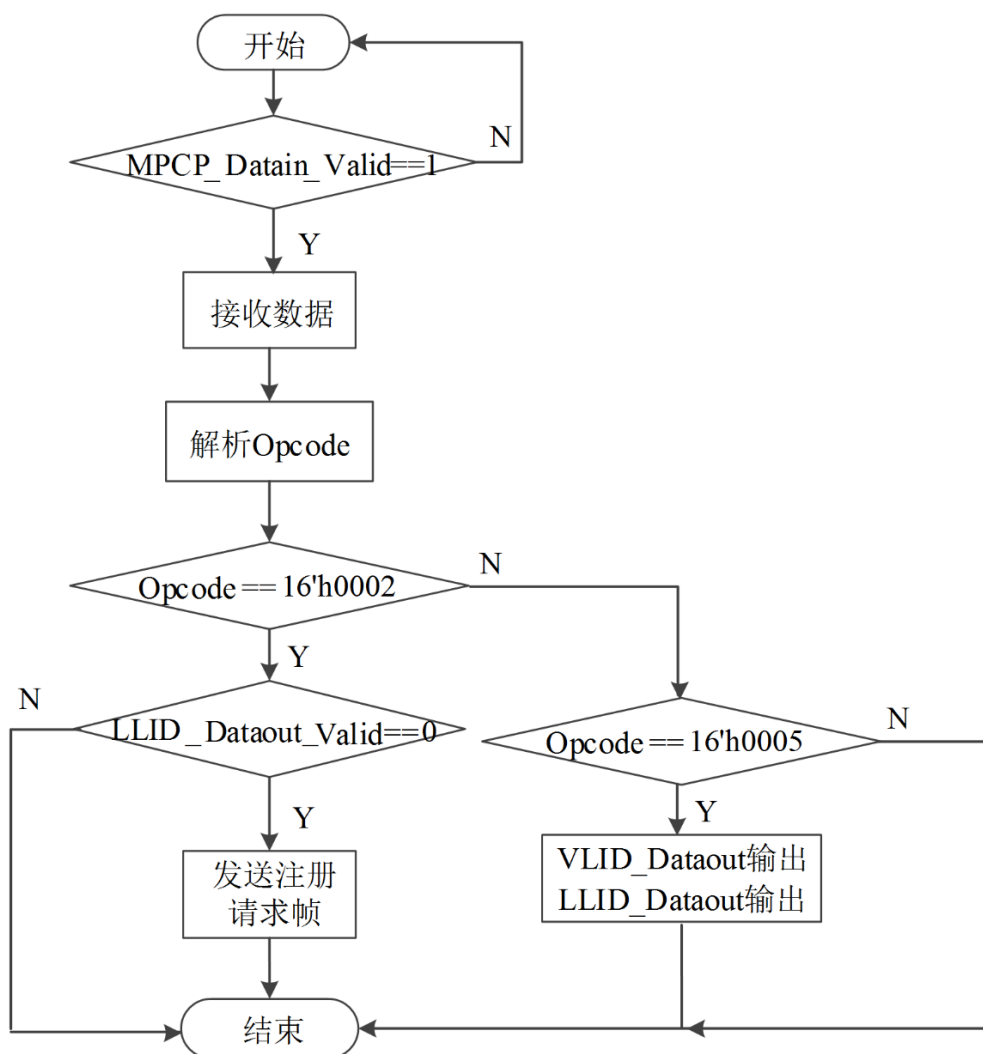 开始
N
MPCP_Datain_Valid==1
Y
接收数据
解析Opcode
N
Opcode==16'h0002
Y
N
LLID_Dataout_Valid==0
N
Opcode==16'h0005
Y
Y
VLID_Dataout输出
LLID_Dataout输出
发送注册
请求帧
结束